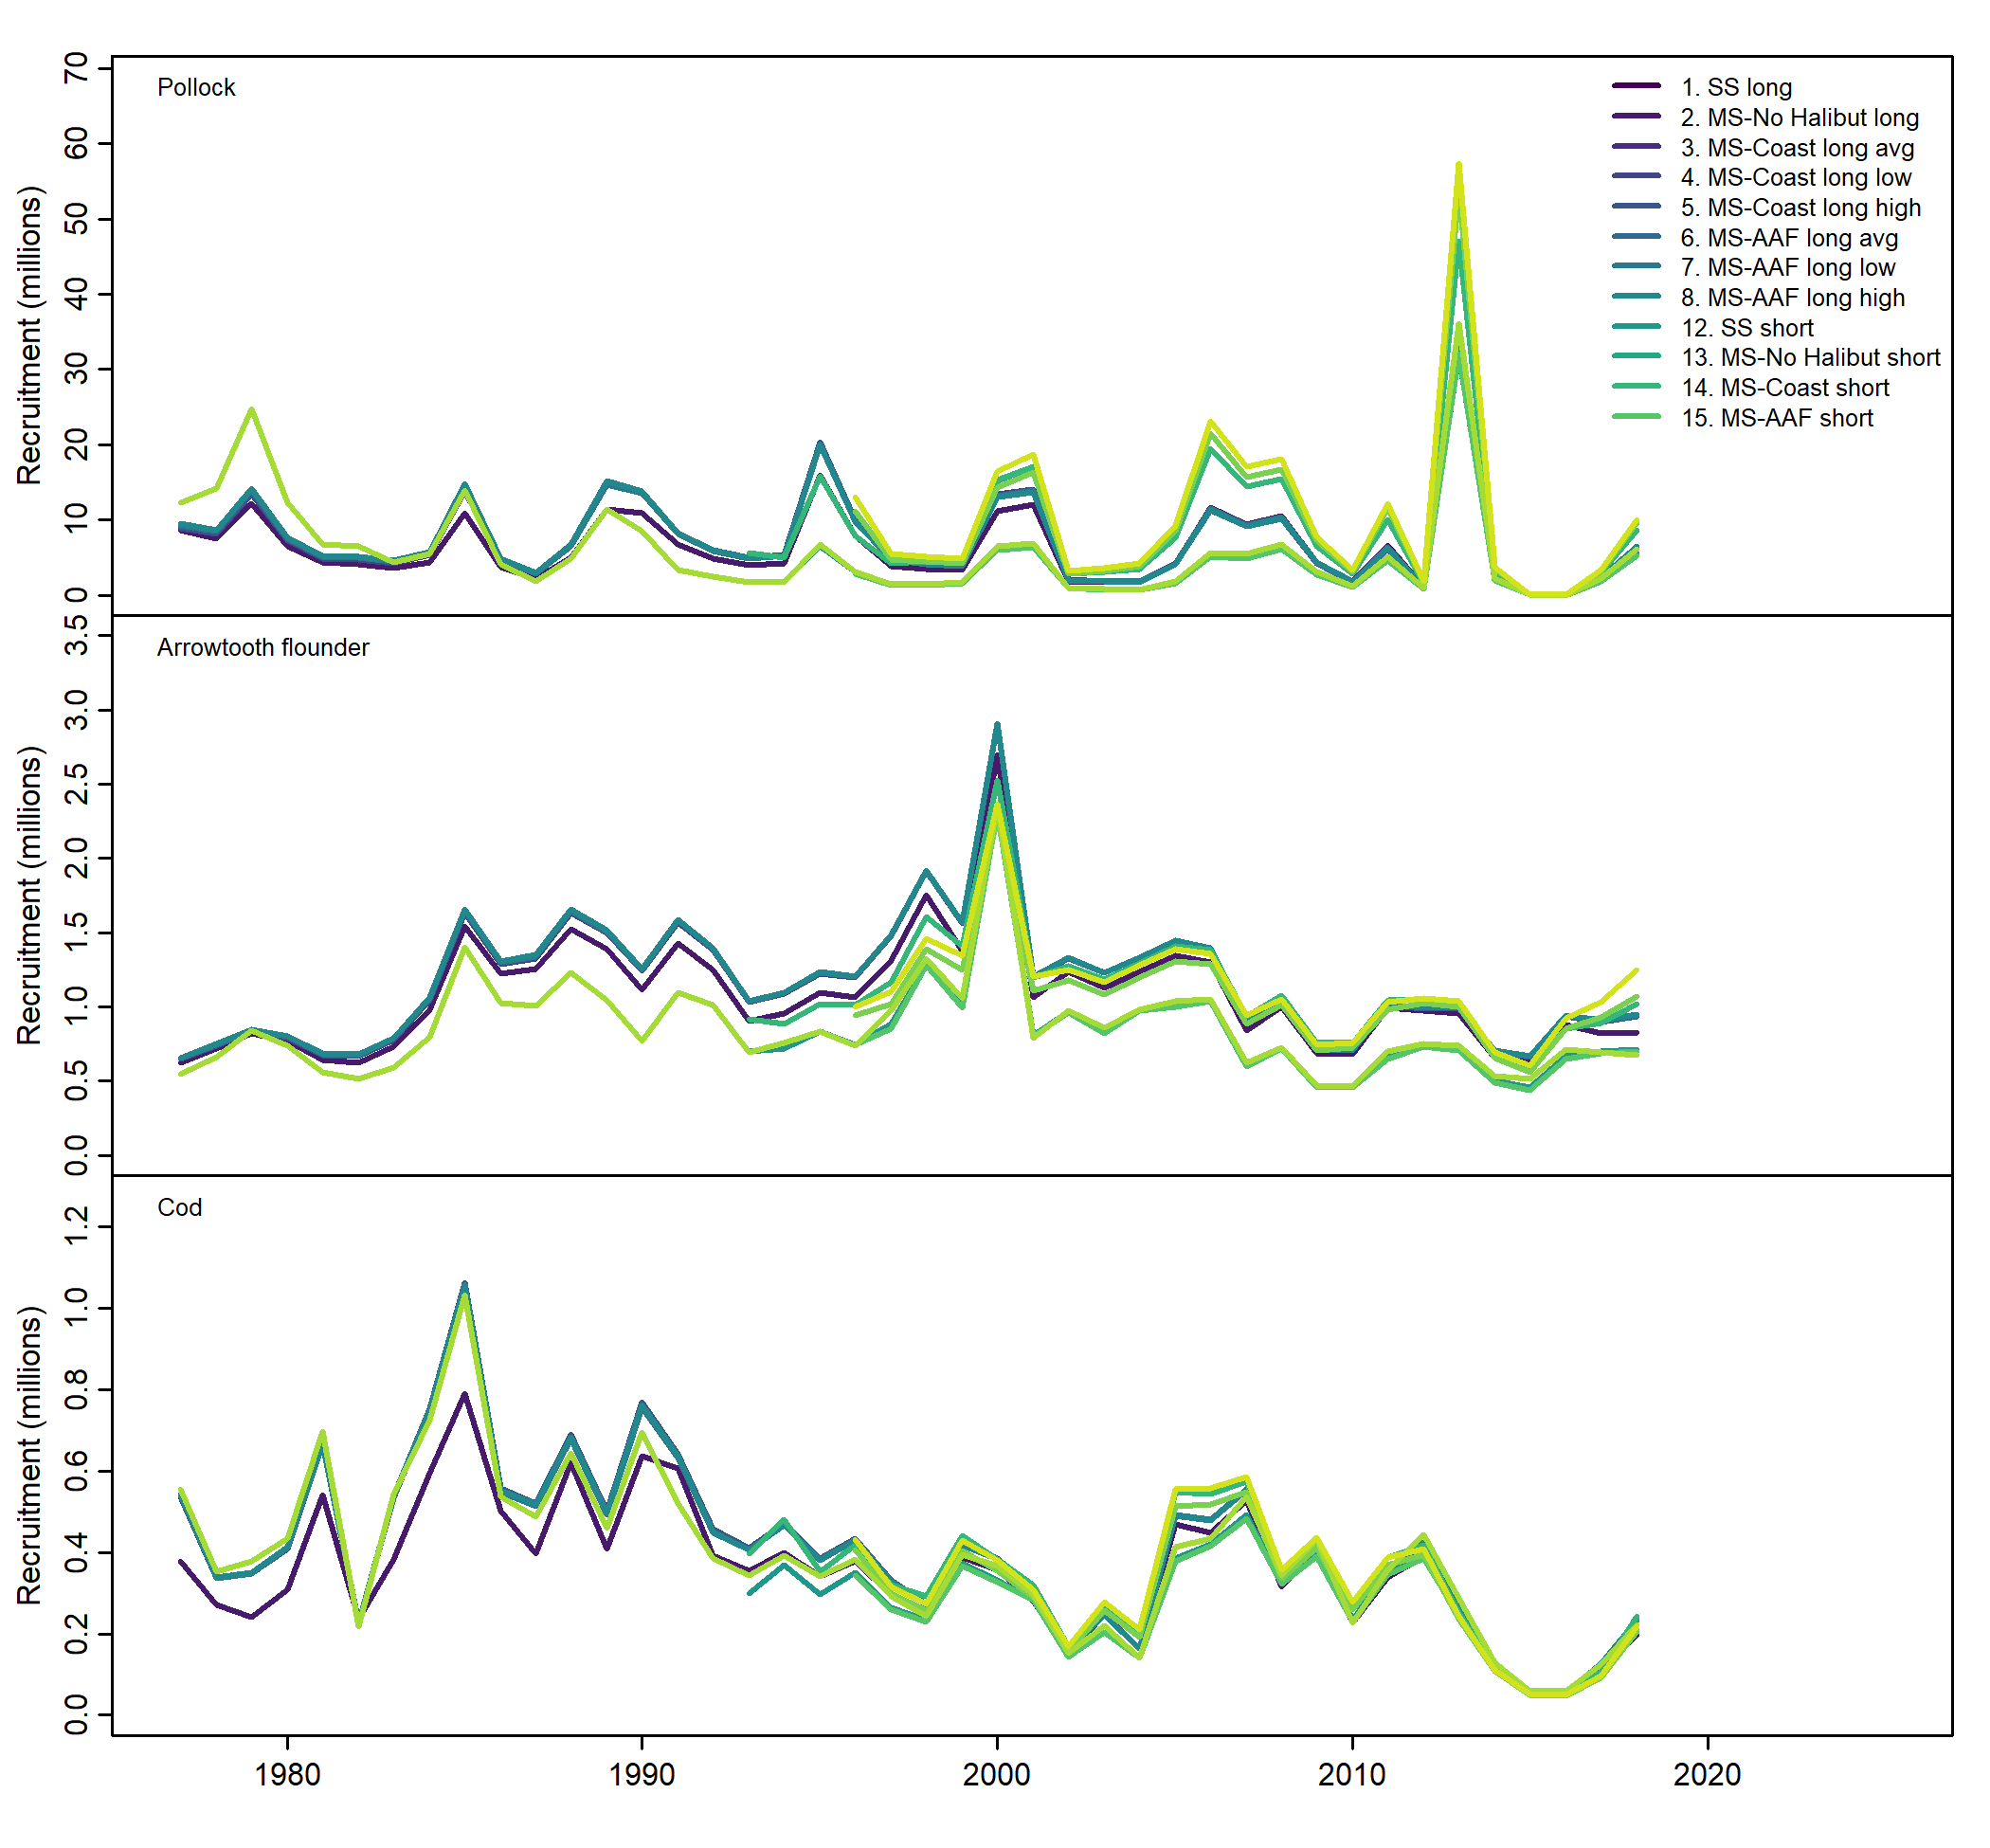 Pollock
1. SS long
2. MS-No Halibut long
3. MS-Coast long avg
4. MS-Coast long low
5. MS-Coast long high
6. MS-AAF long avg
7. MS-AAF long low
8. MS-AAF long high
12. SS short
13. MS-No Halibut short
14. MS-Coast short
15. MS-AAF short
Recruitment (millions)
70
60
50
40
30
20
10
0
Arrowtooth flounder
Recruitment (millions)
3.5
3.0
2.5
2.0
1.5
1.0
0.5
0.0
Cod
Recruitment (millions)
1.2
1.0
0.8
0.6
0.4
0.2
0.0
1980 1990 2000 2010 2020